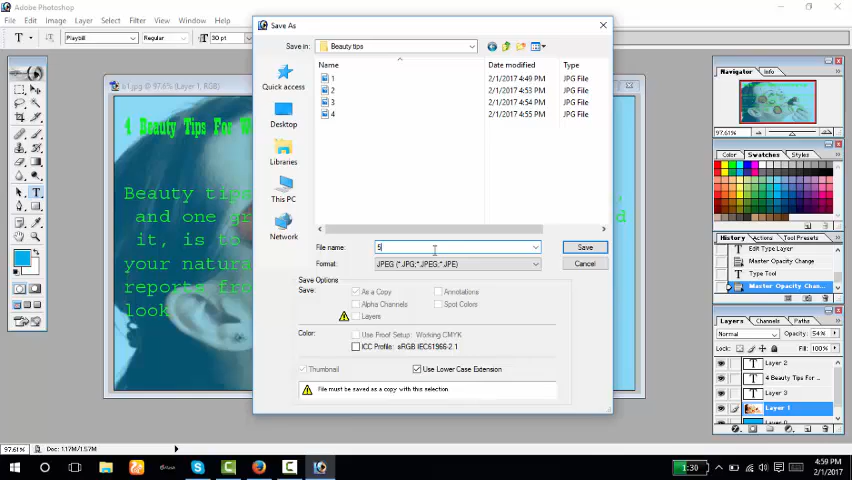 Adobe Photoshop
File Edit Image Layer Select Filter View Window Help
T Playbill Regular 30 pt
b1.jpg @ 97.6% (Layer 1, RGB)
4 Beauty Tips For W
Beauty tips
and one gr
it, is to
your natura
reports fro
look
Save As
Save in: Beauty tips
Name Date modified Type
1 2/1/2017 4:49 PM JPG File
2 2/1/2017 4:53 PM JPG File
3 2/1/2017 4:54 PM JPG File
4 2/1/2017 4:55 PM JPG File
Quick access
Desktop
Libraries
This PC
Network
File name: 5 Save
Format: JPEG (*.JPG;*.JPEG;*.JPE) Cancel
Save Options
Save: As a Copy Annotations
Alpha Channels Spot Colors
Layers
Color: Use Proof Setup: Working CMYK
ICC Profile: sRGB IEC61966-2.1
Thumbnail Use Lower Case Extension
File must be saved as a copy with this selection
Navigator Info
97.61%
Color Swatches Styles
History Actions Tool Presets
Edit Type Layer
Master Opacity Change
Type Tool
Master Opacity Chan...
Layers Channels Paths
Normal Opacity: 54%
Lock: Fill: 100%
T Layer 2
T 4 Beauty Tips For ...
T Layer 3
Layer 1
97.61% Doc: 1.17M/1.57M
1:30
4:59 PM
2/1/2017